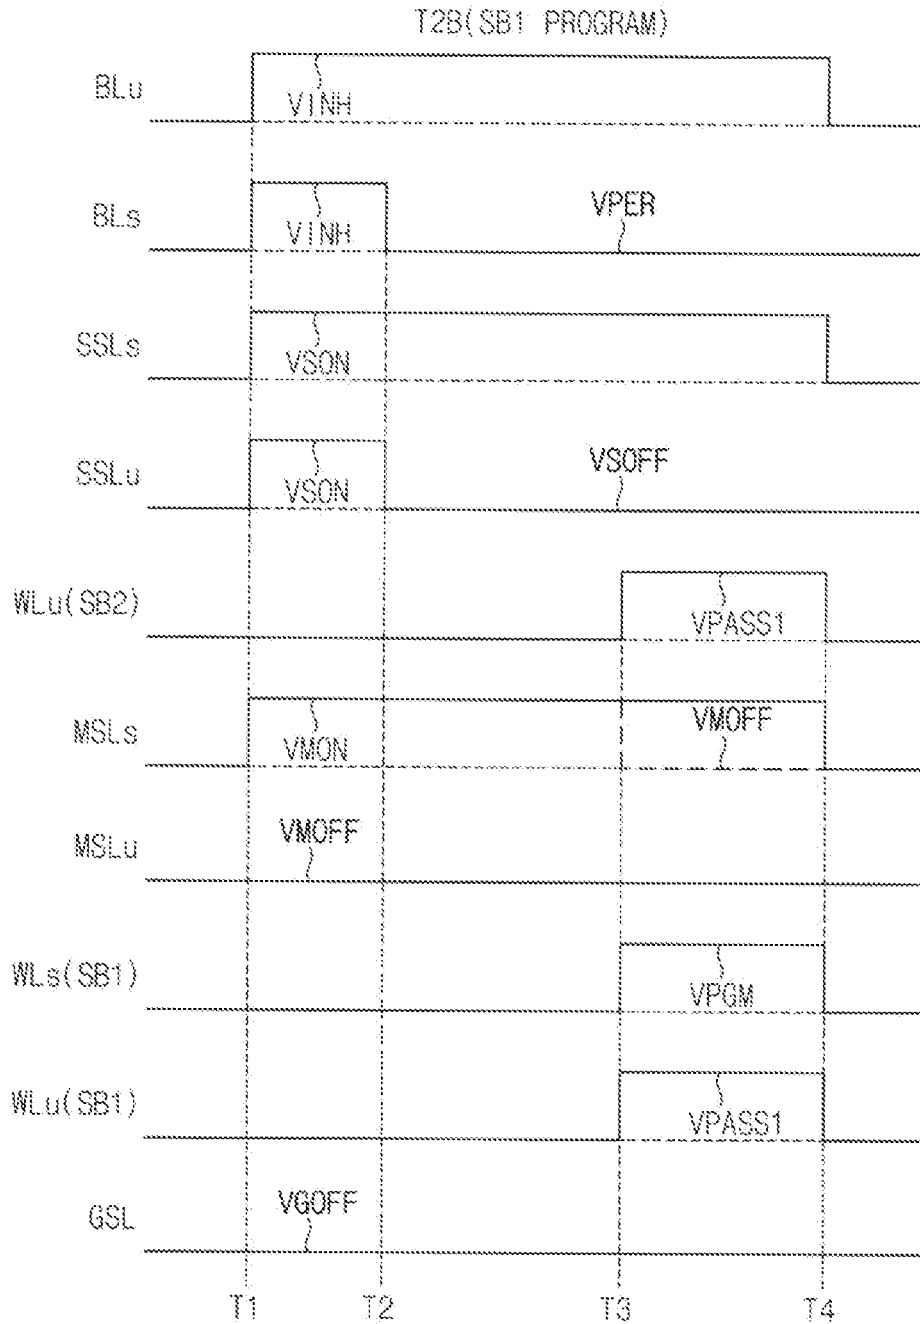 T2B(SB1 PROGRAM)
BLu
VINH
BLs
VINH
VPER
SSLs
VSON
SSLu
VSON
VSOFF
WLu(SB2)
VPASS1
MSLs
VMON
VMOFF
MSLu
VMOFF
WLs(SB1)
VPGM
WLu(SB1)
VPASS1
GSL
VGOFF
T1 T2 T3 T4